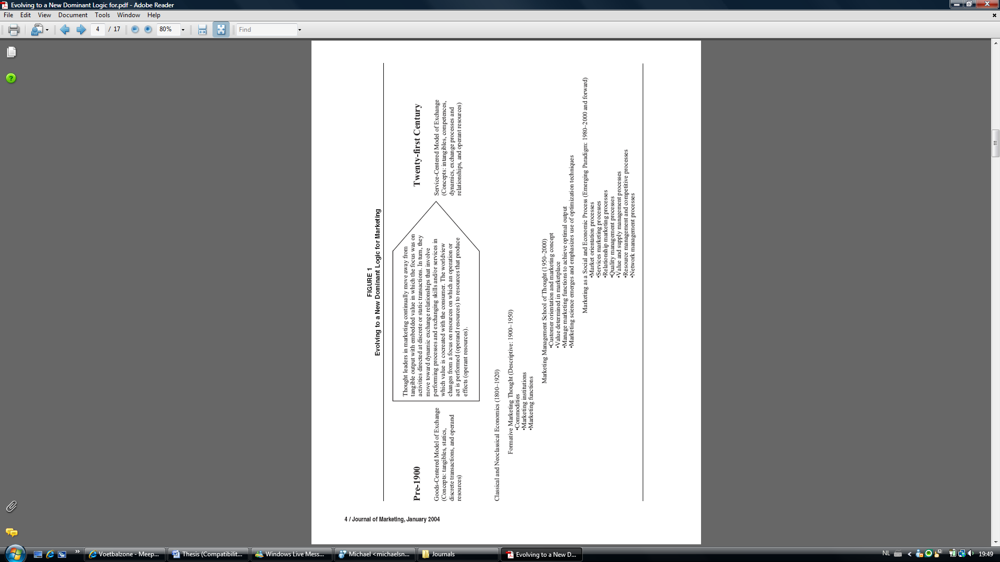 Evolving to a New Dominant Logic for.pdf - Adobe Reader
File Edit View Document Tools Window Help
4 / 17 80% Find
FIGURE 1
Evolving to a New Dominant Logic for Marketing
Pre-1900
Goods-Centered Model of Exchange
(Concepts: tangibles, statics,
discrete transactions, and operand
resources)
Thought leaders in marketing continually move away from
tangible output with embedded value in which the focus was on
activities directed at discrete or static transactions. In turn, they
move toward dynamic exchange relationships that involve
performing processes and exchanging skills and/or services in
which value is cocreated with the consumer. The worldview
changes from a focus on resources on which an operation or
act is performed (operand resources) to resources that produce
effects (operant resources).
Twenty-first Century
Service-Centered Model of Exchange
(Concepts: intangibles, competences,
dynamics, exchange processes and
relationships, and operant resources)
Classical and Neoclassical Economics (1800–1920)
Formative Marketing Thought (Descriptive: 1900–1950)
•Commodities
•Marketing institutions
•Marketing functions
Marketing Management School of Thought (1950–2000)
•Customer orientation and marketing concept
•Value determined in marketplace
•Manage marketing functions to achieve optimal output
•Marketing science emerges and emphasizes use of optimization techniques
Marketing as a Social and Economic Process (Emerging Paradigm: 1980–2000 and forward)
•Market orientation processes
•Services marketing processes
•Relationship marketing processes
•Quality management processes
•Value and supply management processes
•Resource management and competitive processes
•Network management processes
4 / Journal of Marketing, January 2004
Voetbalzone - Meep... Thesis (Compatibilit... Windows Live Mess... Michael <michaelsn... Journals Evolving to a New D... NL 19:49